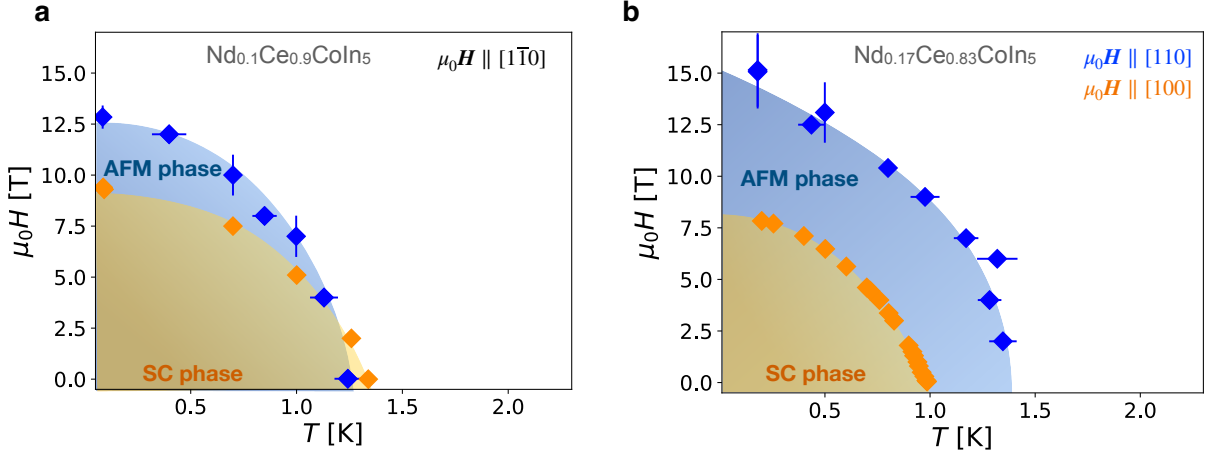 a
Nd₀.₁Ce₀.₉CoIn₅
μ₀H ∥ [11̅0]
AFM phase
SC phase
μ₀H [T]
15.0
12.5
10.0
7.5
5.0
2.5
0.0
0.5 1.0 1.5 2.0
T [K]
b
Nd₀.₁₇Ce₀.₈₃CoIn₅
μ₀H ∥ [110]
μ₀H ∥ [100]
AFM phase
SC phase
μ₀H [T]
15.0
12.5
10.0
7.5
5.0
2.5
0.0
0.5 1.0 1.5 2.0
T [K]